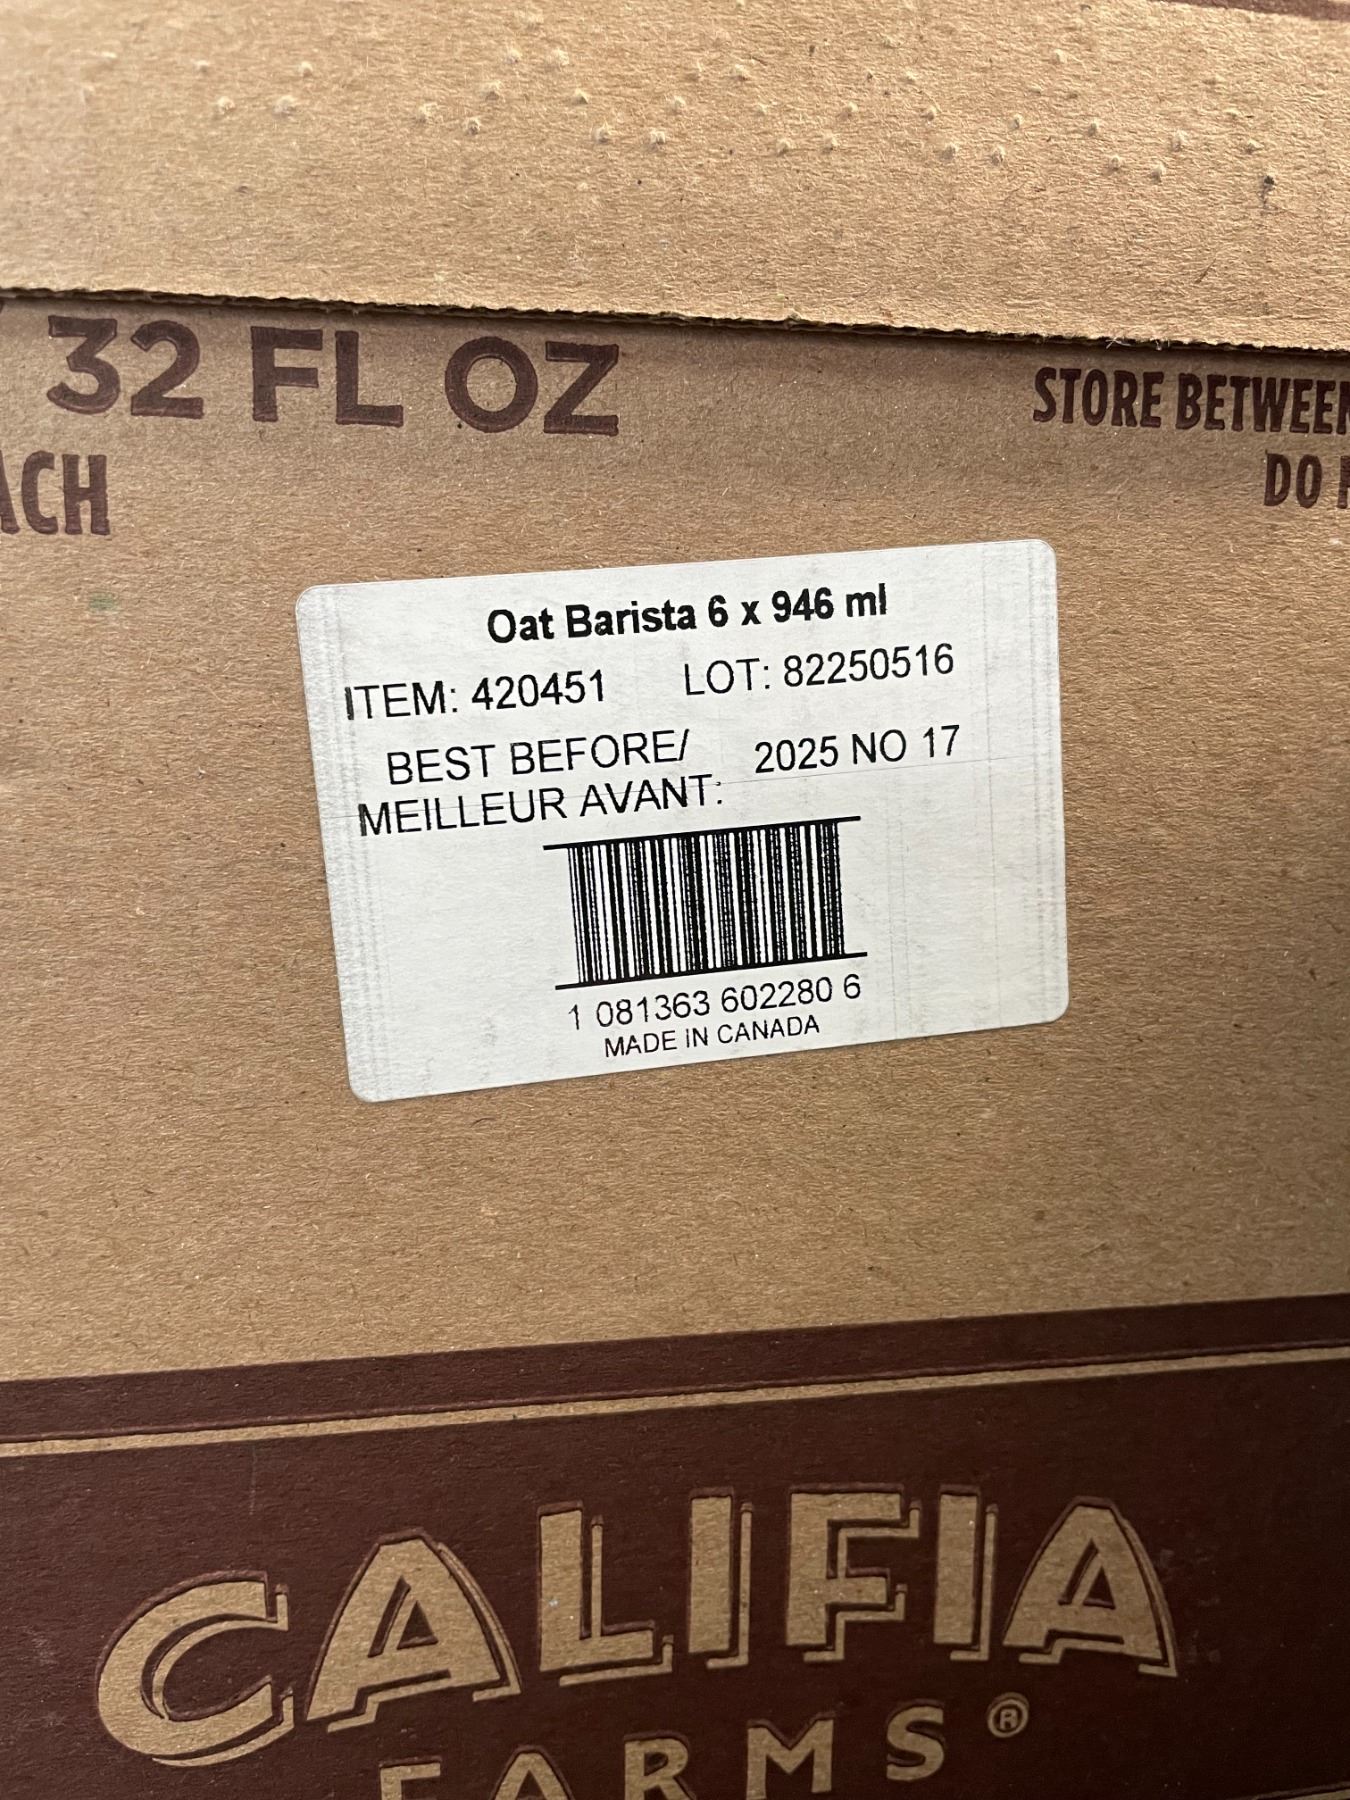 32 FL OZ
STORE BETWEEN
DO
Oat Barista 6 x 946 ml
ITEM: 420451 LOT: 82250516
BEST BEFORE/ 2025 NO 17
MEILLEUR AVANT:
1 081363 602280 6
MADE IN CANADA
CALIFIA
FARMS®